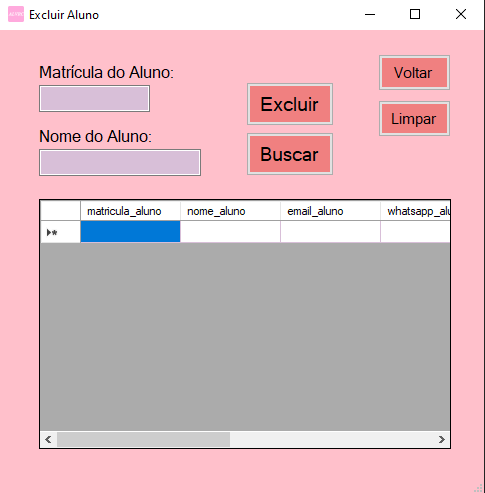 Excluir Aluno
Matrícula do Aluno:
Nome do Aluno:
Excluir
Buscar
Voltar
Limpar
matricula_aluno nome_aluno email_aluno whatsapp_alu